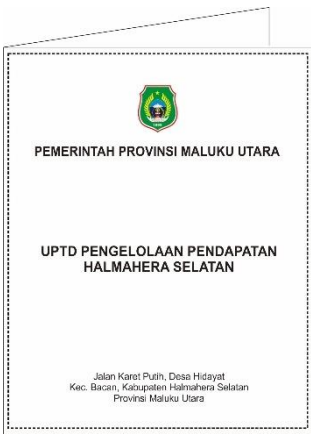 PEMERINTAH PROVINSI MALUKU UTARA
UPTD PENGELOLAAN PENDAPATAN
HALMAHERA SELATAN
Jalan Karet Putih, Desa Hidayat
Kec. Bacan, Kabupaten Halmahera Selatan
Provinsi Maluku Utara